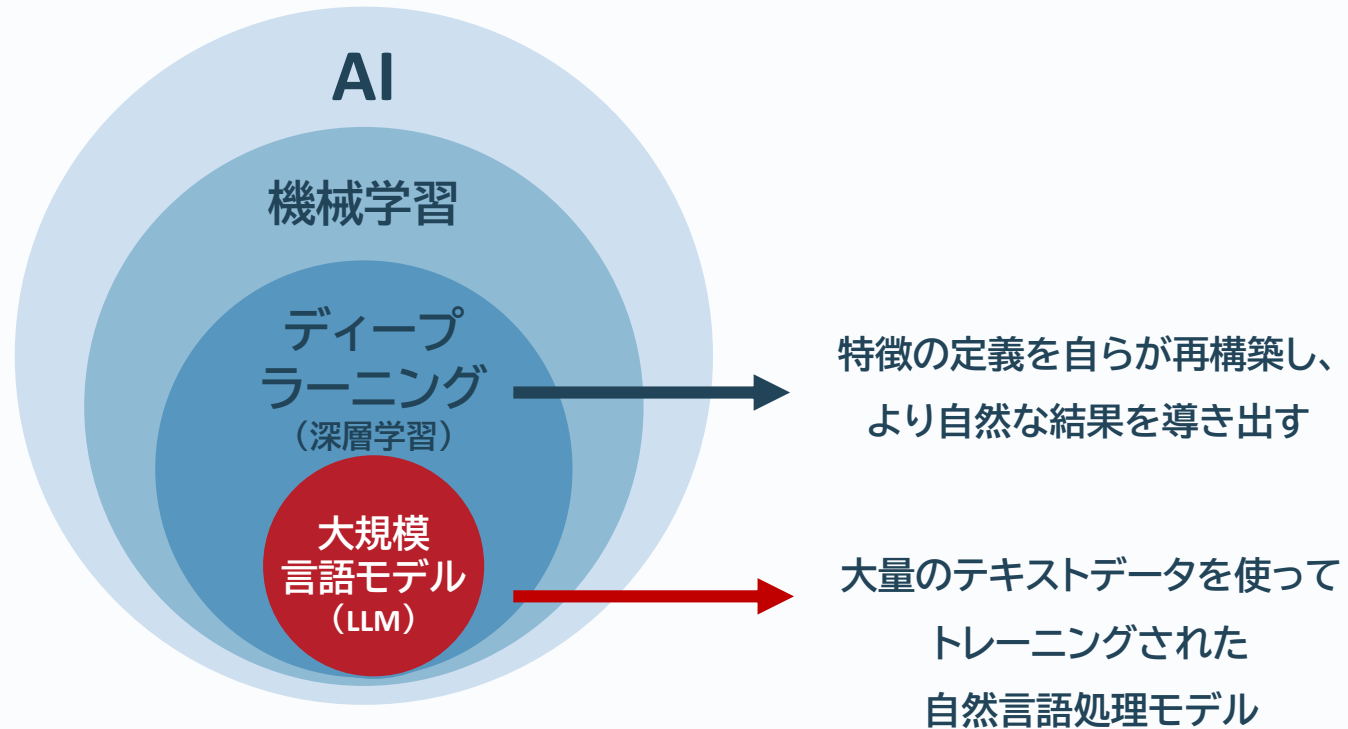 AI
機械学習
ディープ
ラーニング
（深層学習）
大規模
言語モデル
（LLM）
特徴の定義を自らが再構築し、
より自然な結果を導き出す
大量のテキストデータを使って
トレーニングされた
自然言語処理モデル